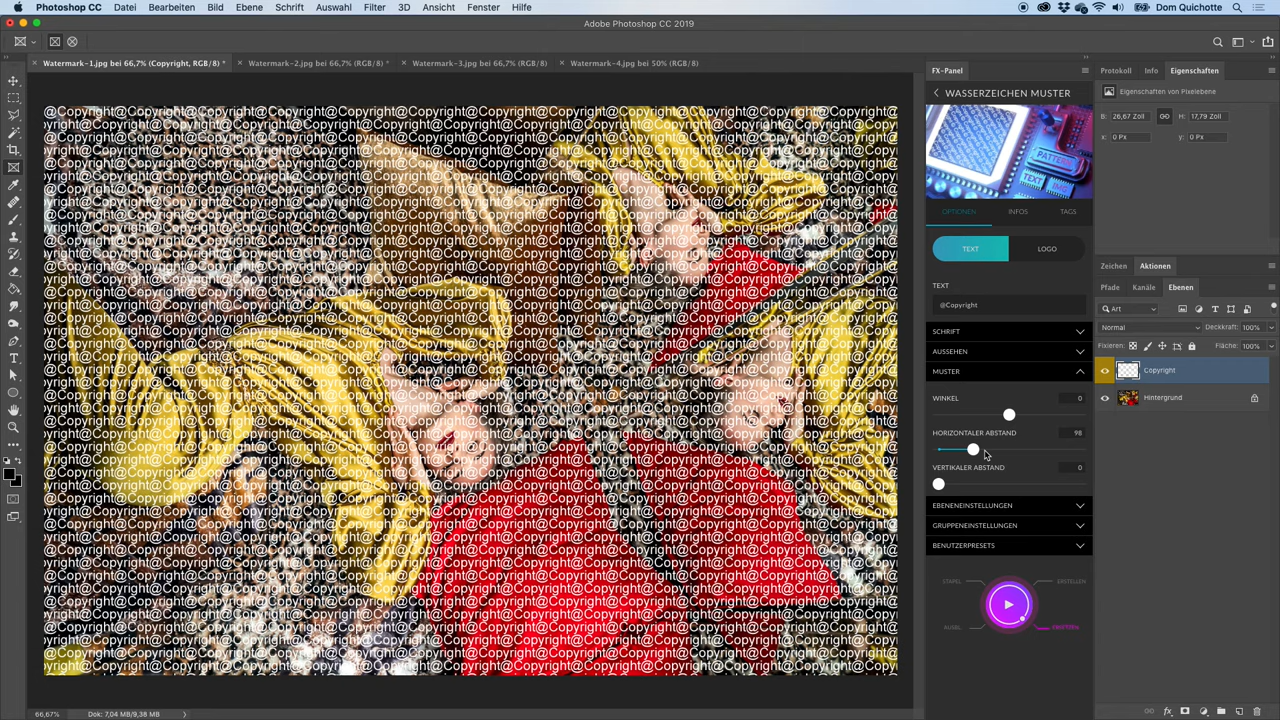 Photoshop CC Datei Bearbeiten Bild Ebene Schrift Auswahl Filter 3D Ansicht Fenster Hilfe Dom Quichotte
Adobe Photoshop CC 2019
Watermark-1.jpg bei 66,7% (Copyright, RGB/8) * Watermark-2.jpg bei 66,7% (RGB/8) * Watermark-3.jpg bei 66,7% (RGB/8) Watermark-4.jpg bei 50% (RGB/8)
@Copyright@Copyright@Copyright@Copyright@Copyright@Copyright@Copyright@Copyright@Copyright@Copyright
FX-Panel
WASSERZEICHEN MUSTER
PATTERN
TEXT
OPTIONEN INFOS TAGS
TEXT LOGO
TEXT
@Copyright
SCHRIFT
AUSSEHEN
MUSTER
WINKEL 0
HORIZONTALER ABSTAND 98
VERTIKALER ABSTAND 0
EBENENEINSTELLUNGEN
GRUPPENEINSTELLUNGEN
BENUTZERPRESETS
STAPEL ERSTELLEN
AUSBL. ERSETZEN
Protokoll Info Eigenschaften
Eigenschaften von Pixelebene
B: 26,67 Zoll H: 17,79 Zoll
x: 0 Px y: 0 Px
Zeichen Aktionen
Pfade Kanäle Ebenen
Art
Normal Deckkraft: 100%
Fixieren: Fläche: 100%
Copyright
Hintergrund
66,67% Dok: 7,04 MB/9,38 MB